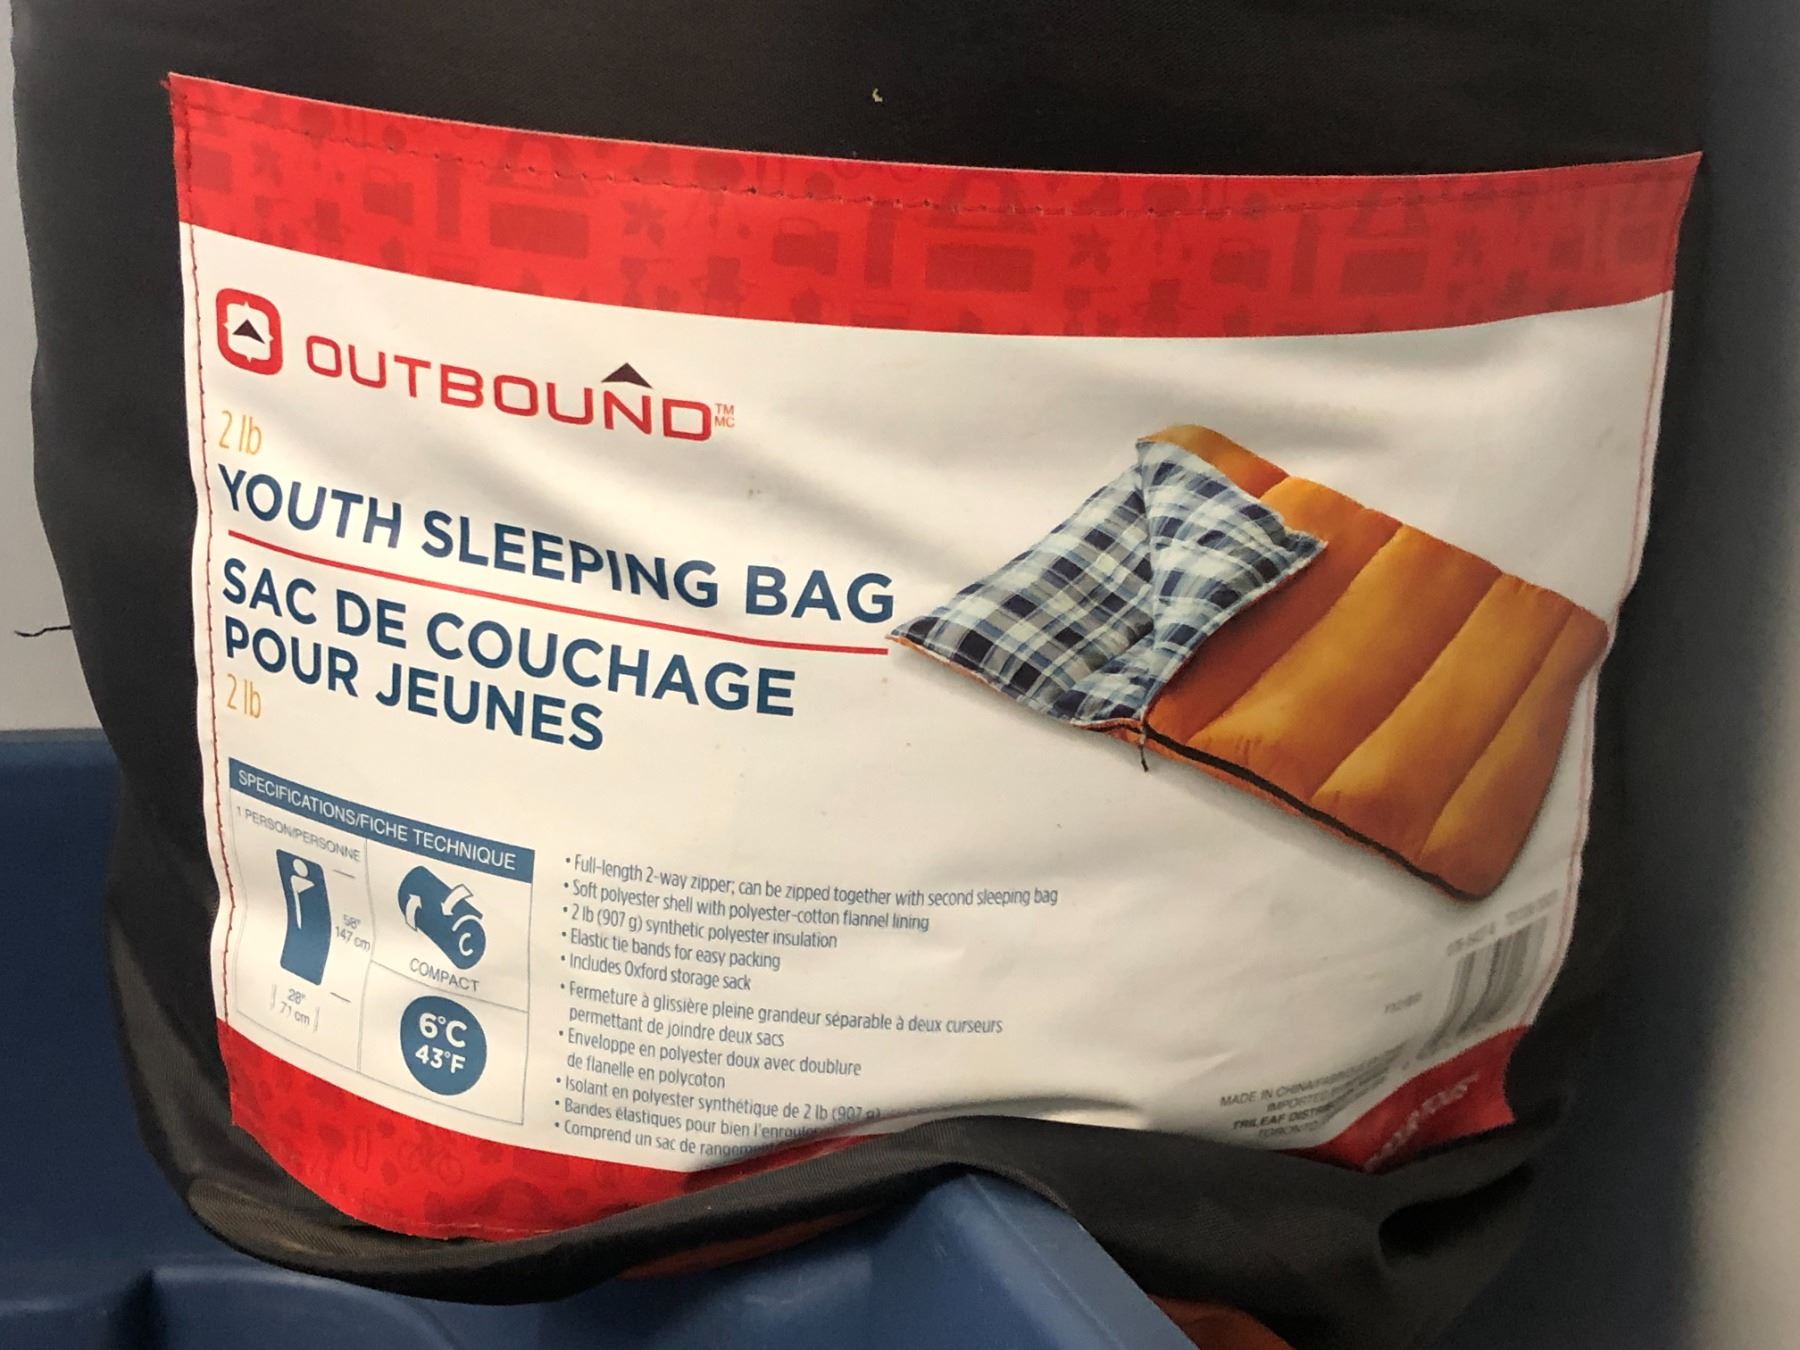 OUTBOUND™ MC
2 lb
YOUTH SLEEPING BAG
SAC DE COUCHAGE
POUR JEUNES
2 lb
SPECIFICATIONS/FICHE TECHNIQUE
1 PERSON/PERSONNE
58"
147 cm
28"
71 cm
COMPACT
6°C
43°F
• Full-length 2-way zipper; can be zipped together with second sleeping bag
• Soft polyester shell with polyester-cotton flannel lining
• 2 lb (907 g) synthetic polyester insulation
• Elastic tie bands for easy packing
• Includes Oxford storage sack
• Fermeture à glissière pleine grandeur séparable à deux curseurs
permettant de joindre deux sacs
• Enveloppe en polyester doux avec doublure
de flanelle en polycoton
• Isolant en polyester synthétique de 2 lb (907 g)
• Bandes élastiques pour bien l'enrouler
• Comprend un sac de
MADE IN CHINA
IMPORTED
TRILEAF
TORONTO